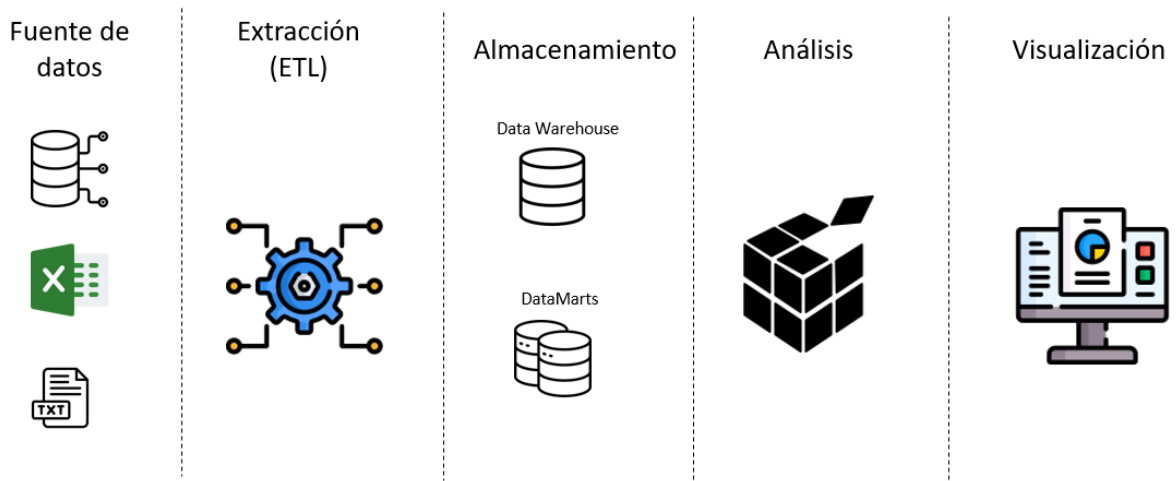 Fuente de
datos
Extracción
(ETL)
Almacenamiento
Análisis
Visualización
Data Warehouse
DataMarts
X
TXT